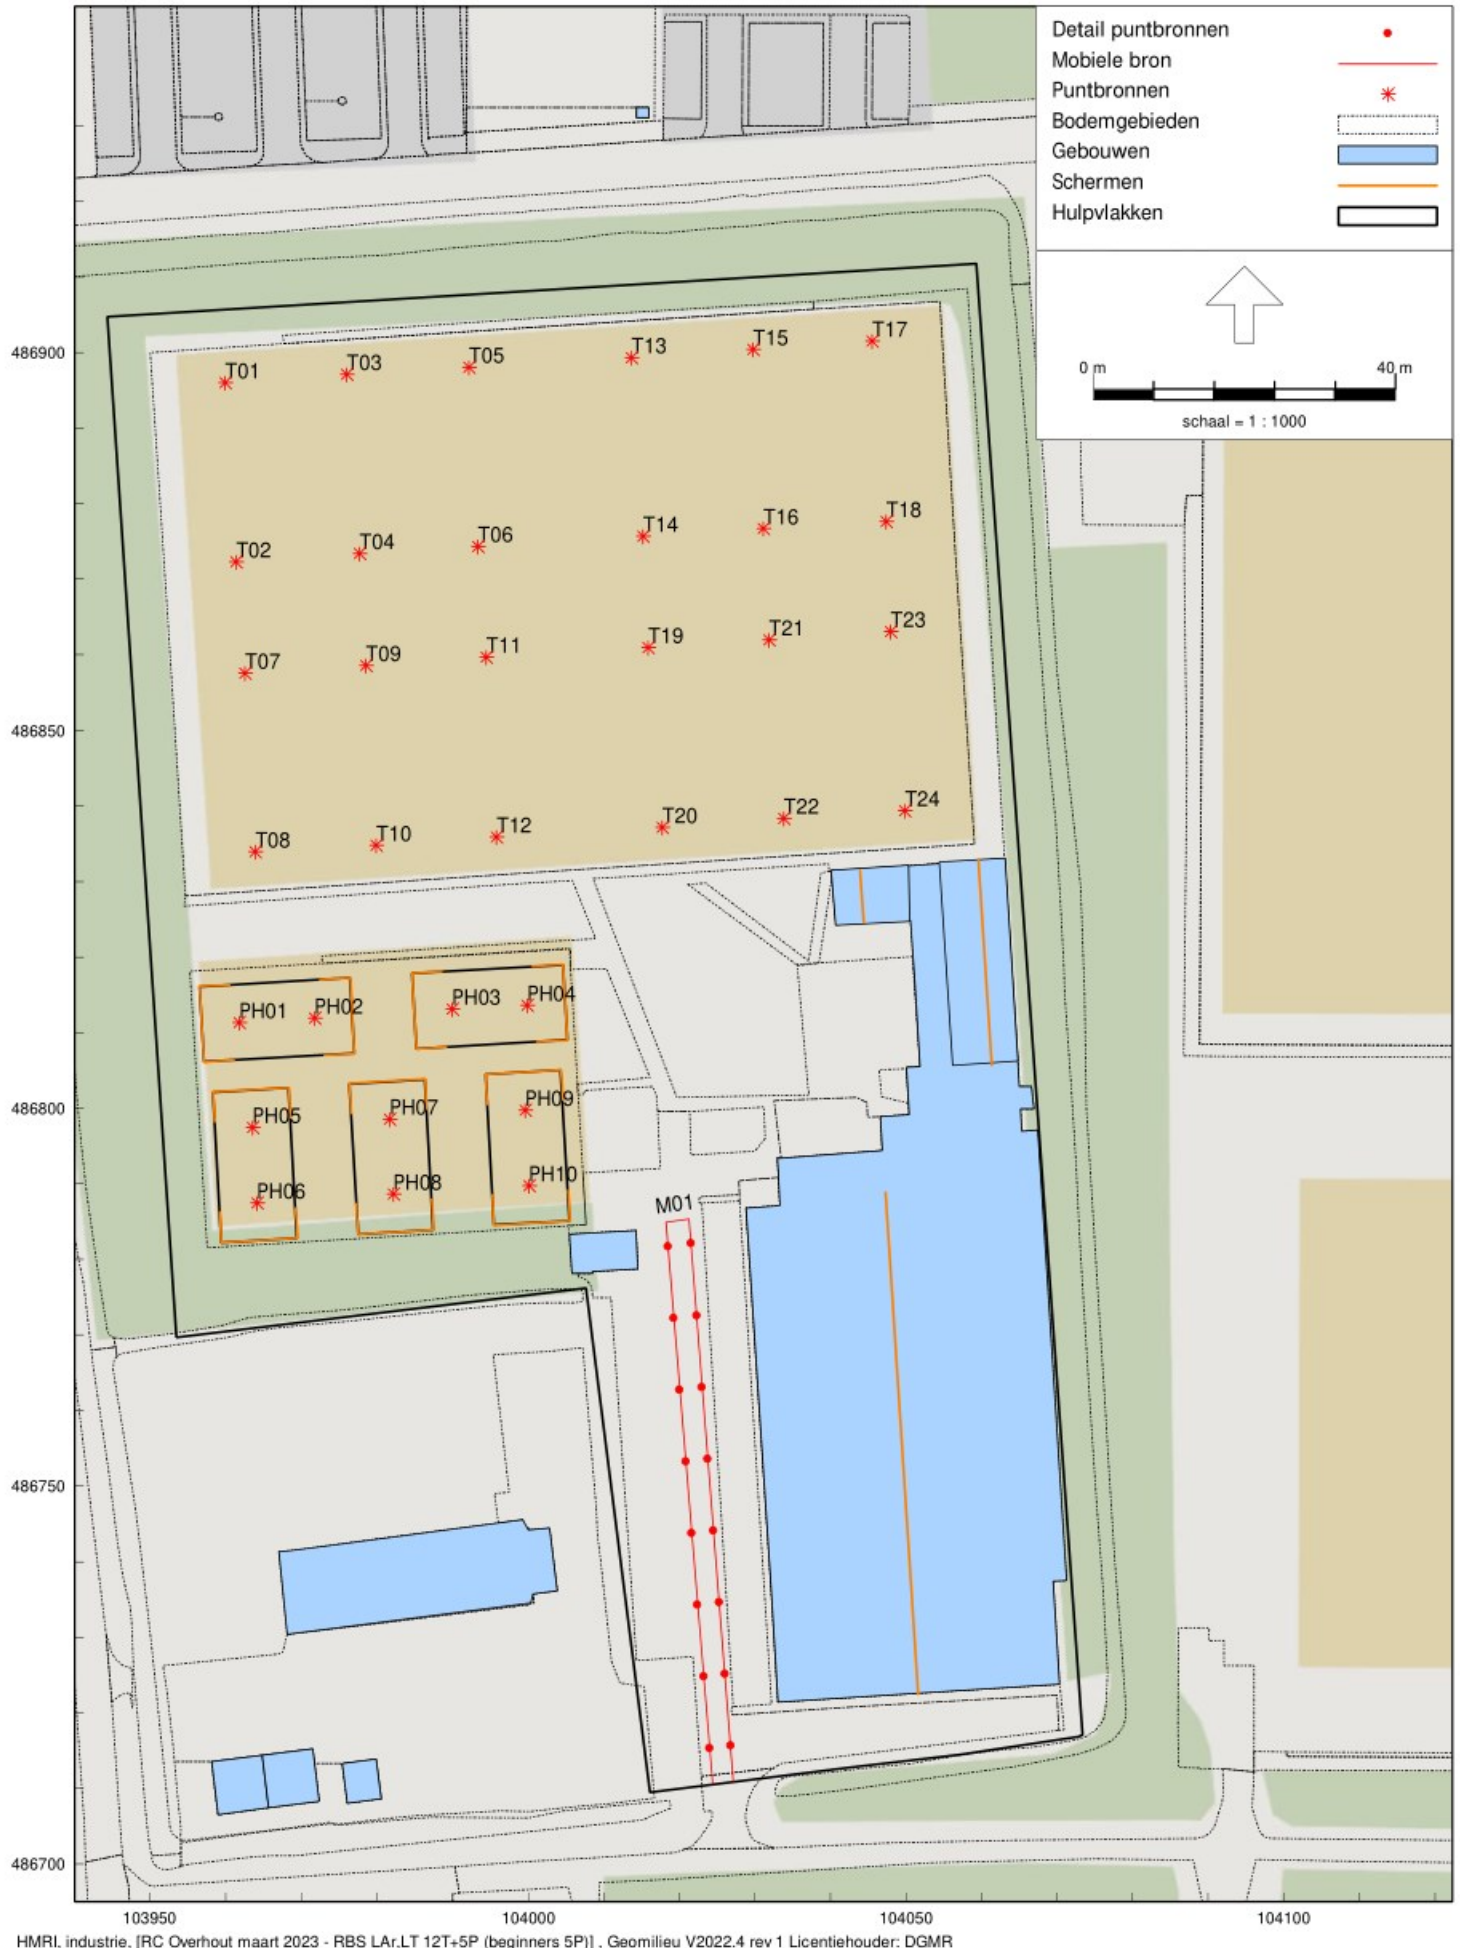 Detail puntbronnen
Mobiele bron
Puntbronnen
Bodemgebieden
Gebouwen
Schermen
Hulpvlakken
0 m 40 m
schaal = 1 : 1000
486900
486850
486800
486750
486700
T01 T03 T05 T13 T15 T17
T02 T04 T06 T14 T16 T18
T07 T09 T11 T19 T21 T23
T08 T10 T12 T20 T22 T24
PH01 PH02 PH03 PH04
PH05 PH07 PH09
PH06 PH08 PH10
M01
103950 104000 104050 104100
HMRI, industrie, [RC Overhout maart 2023 - RBS LAr,LT 12T+5P (beginners 5P)] , Geomilieu V2022.4 rev 1 Licentiehouder: DGMR